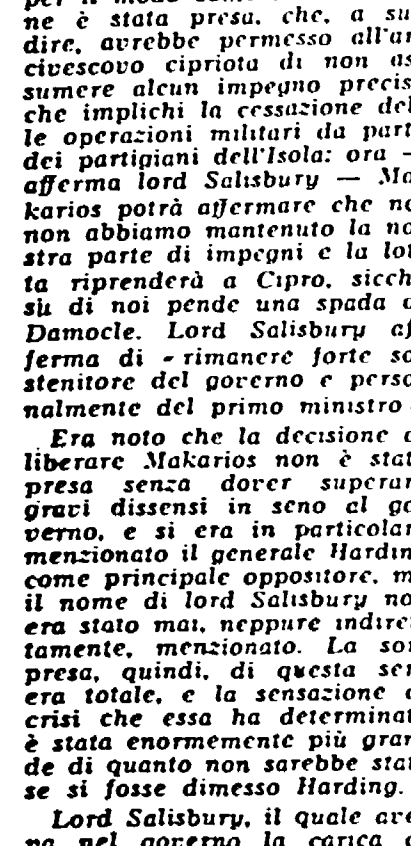 ne è stata presa, che, a su
dire, avrebbe permesso all'ar
civescovo cipriota di non as
sumere alcun impegno precis
che implichi la cessazione del
le operazioni militari da part
dei partigiani dell'Isola: ora —
afferma lord Salisbury — Ma
karios potrà affermare che no
non abbiamo mantenuto la no
stra parte di impegni e la lot
ta riprenderà a Cipro, sicch
su di noi pende una spada d
Damocle. Lord Salisbury af
ferma di « rimanere forte so
stenitore del governo e perso
nalmente del primo ministro
Era noto che la decisione d
liberare Makarios non è stat
presa senza dover superar
gravi dissensi in seno al go
verno, e si era in particolar
menzionato il generale Hardin
come principale oppositore, m
il nome di lord Salisbury no
era stato mai, neppure indiret
tamente, menzionato. La sor
presa, quindi, di questa ser
era totale, e la sensazione d
crisi che essa ha determinat
è stata enormemente più gran
de di quanto non sarebbe stat
se si fosse dimesso Harding.
Lord Salisbury, il quale ave
va nel governo la carica d